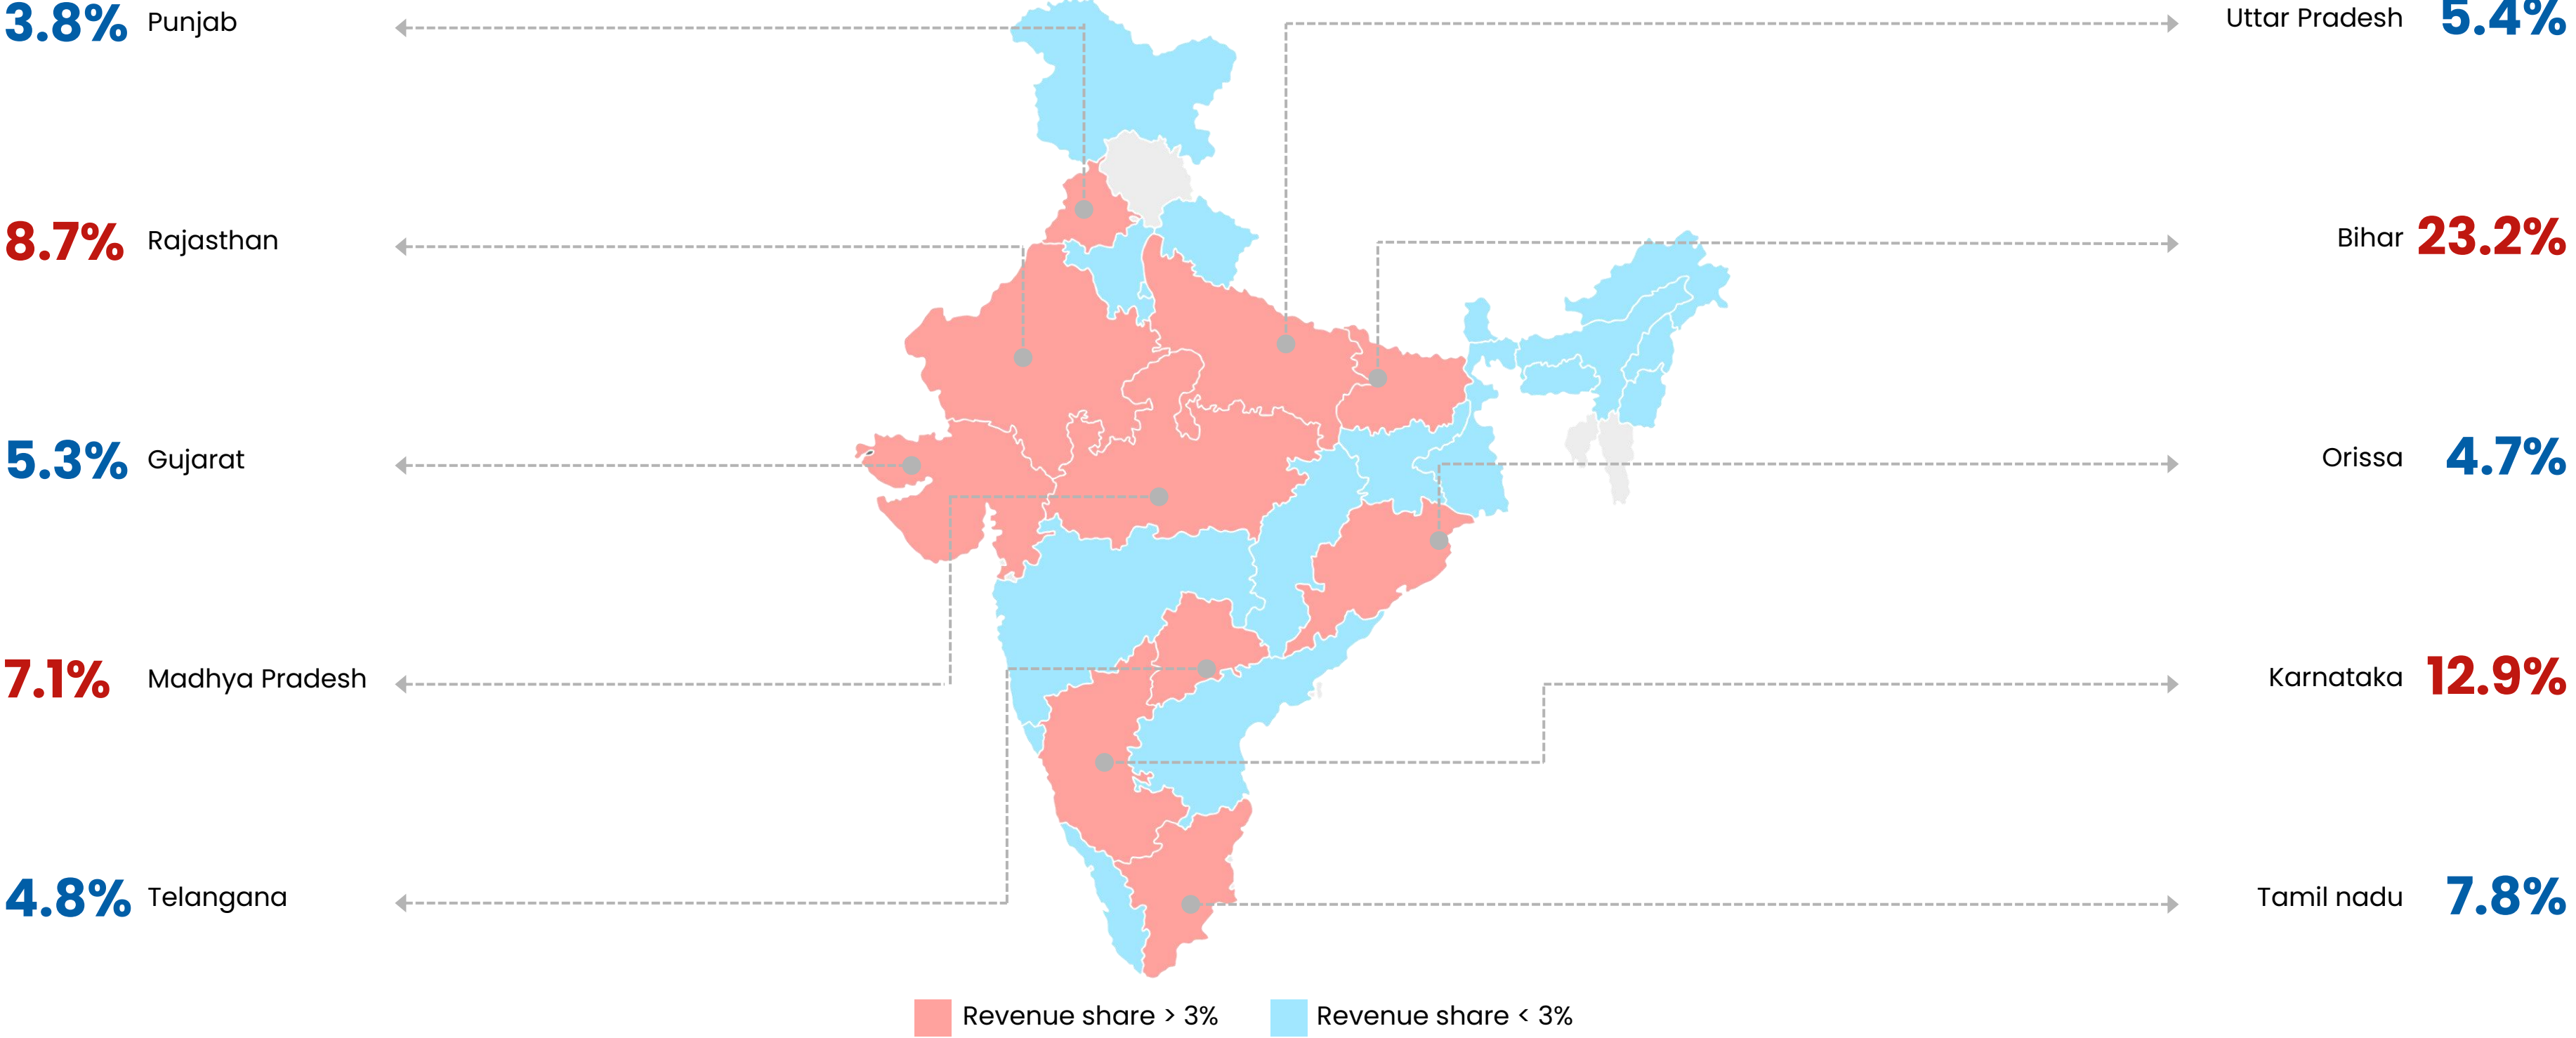 3.8% Punjab
Uttar Pradesh 5.4%
8.7% Rajasthan
Bihar 23.2%
5.3% Gujarat
Orissa 4.7%
7.1% Madhya Pradesh
Karnataka 12.9%
4.8% Telangana
Tamil nadu 7.8%
Revenue share > 3%
Revenue share < 3%